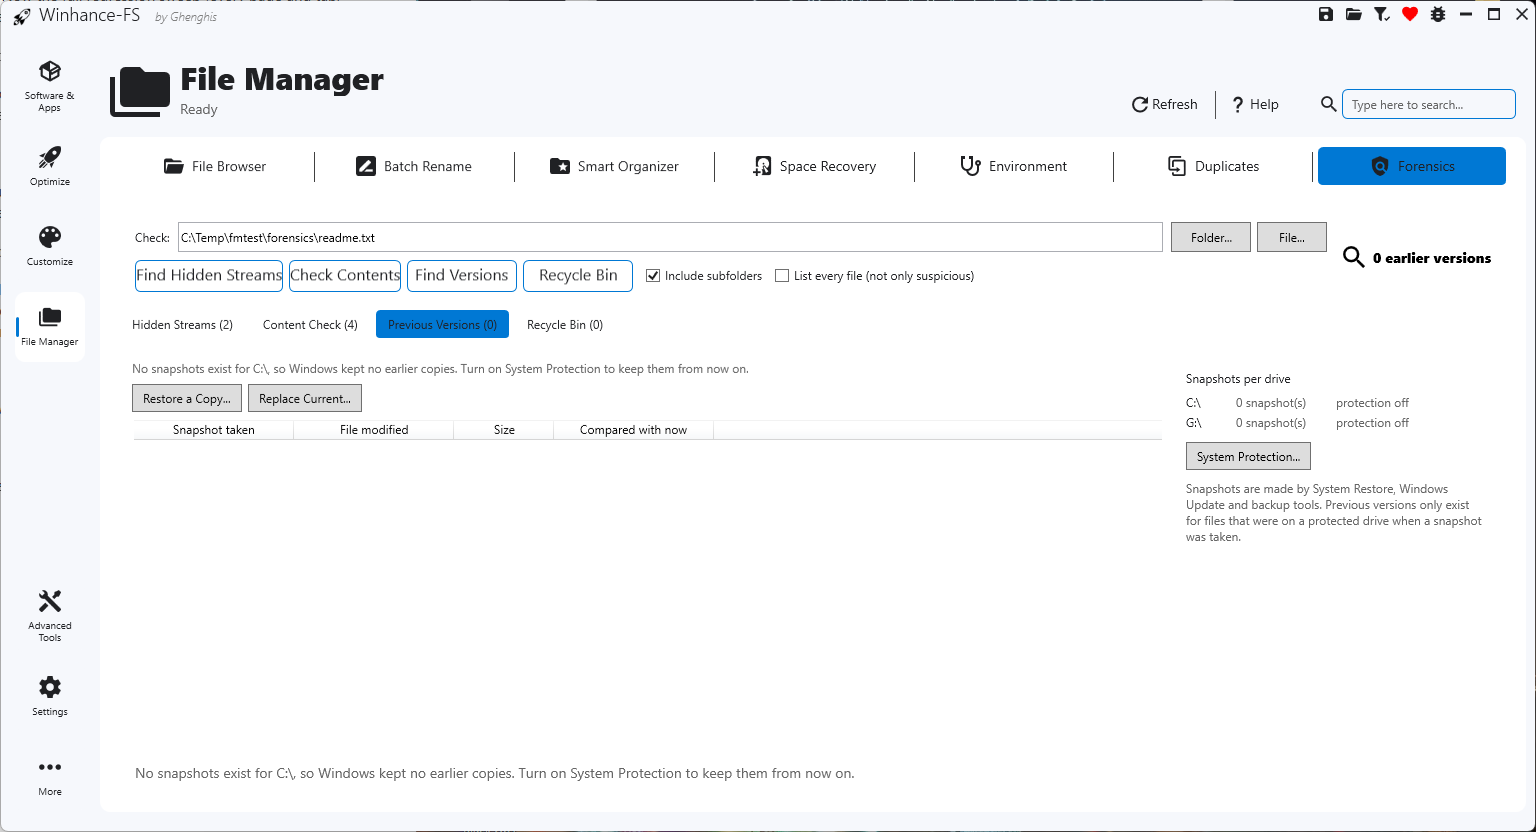 Winhance-FS by Ghenghis
Software & Apps
Optimize
Customize
File Manager
Advanced Tools
Settings
More
File Manager
Ready
Refresh
? Help
Type here to search...
File Browser
Batch Rename
Smart Organizer
Space Recovery
Environment
Duplicates
Forensics
Check: C:\Temp\fmtest\forensics\readme.txt
Folder...
File...
Find Hidden Streams
Check Contents
Find Versions
Recycle Bin
Include subfolders
List every file (not only suspicious)
0 earlier versions
Hidden Streams (2)
Content Check (4)
Previous Versions (0)
Recycle Bin (0)
No snapshots exist for C:\, so Windows kept no earlier copies. Turn on System Protection to keep them from now on.
Restore a Copy...
Replace Current...
Snapshot taken
File modified
Size
Compared with now
Snapshots per drive
C:\ 0 snapshot(s) protection off
G:\ 0 snapshot(s) protection off
System Protection...
Snapshots are made by System Restore, Windows
Update and backup tools. Previous versions only exist
for files that were on a protected drive when a snapshot
was taken.
No snapshots exist for C:\, so Windows kept no earlier copies. Turn on System Protection to keep them from now on.